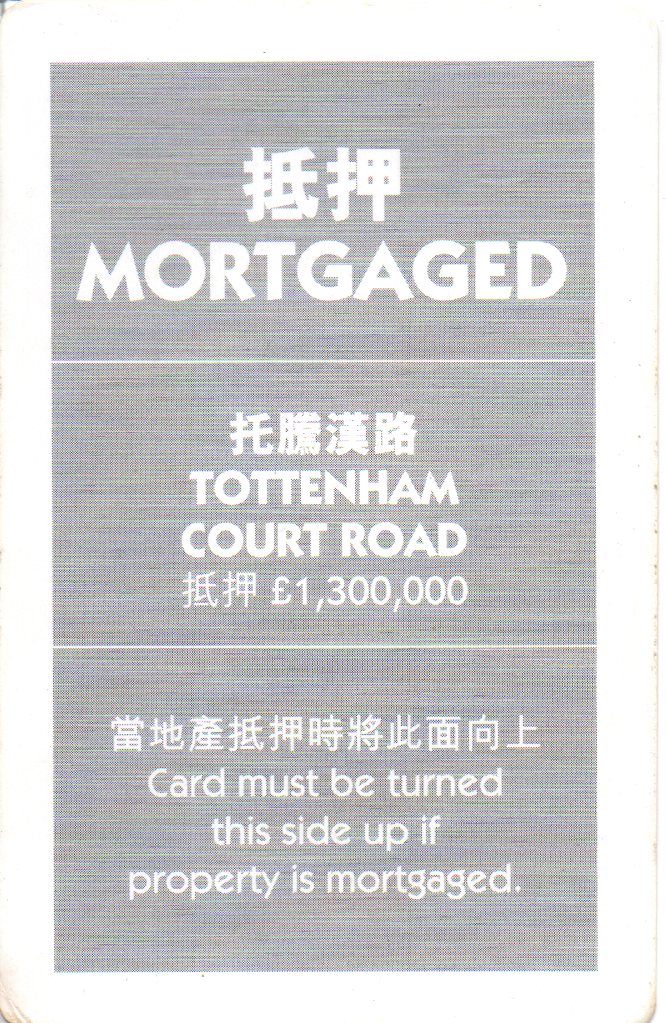 抵押
MORTGAGED
托騰漢路
TOTTENHAM
COURT ROAD
抵押 £1,300,000
當地產抵押時將此面向上
Card must be turned
this side up if
property is mortgaged.